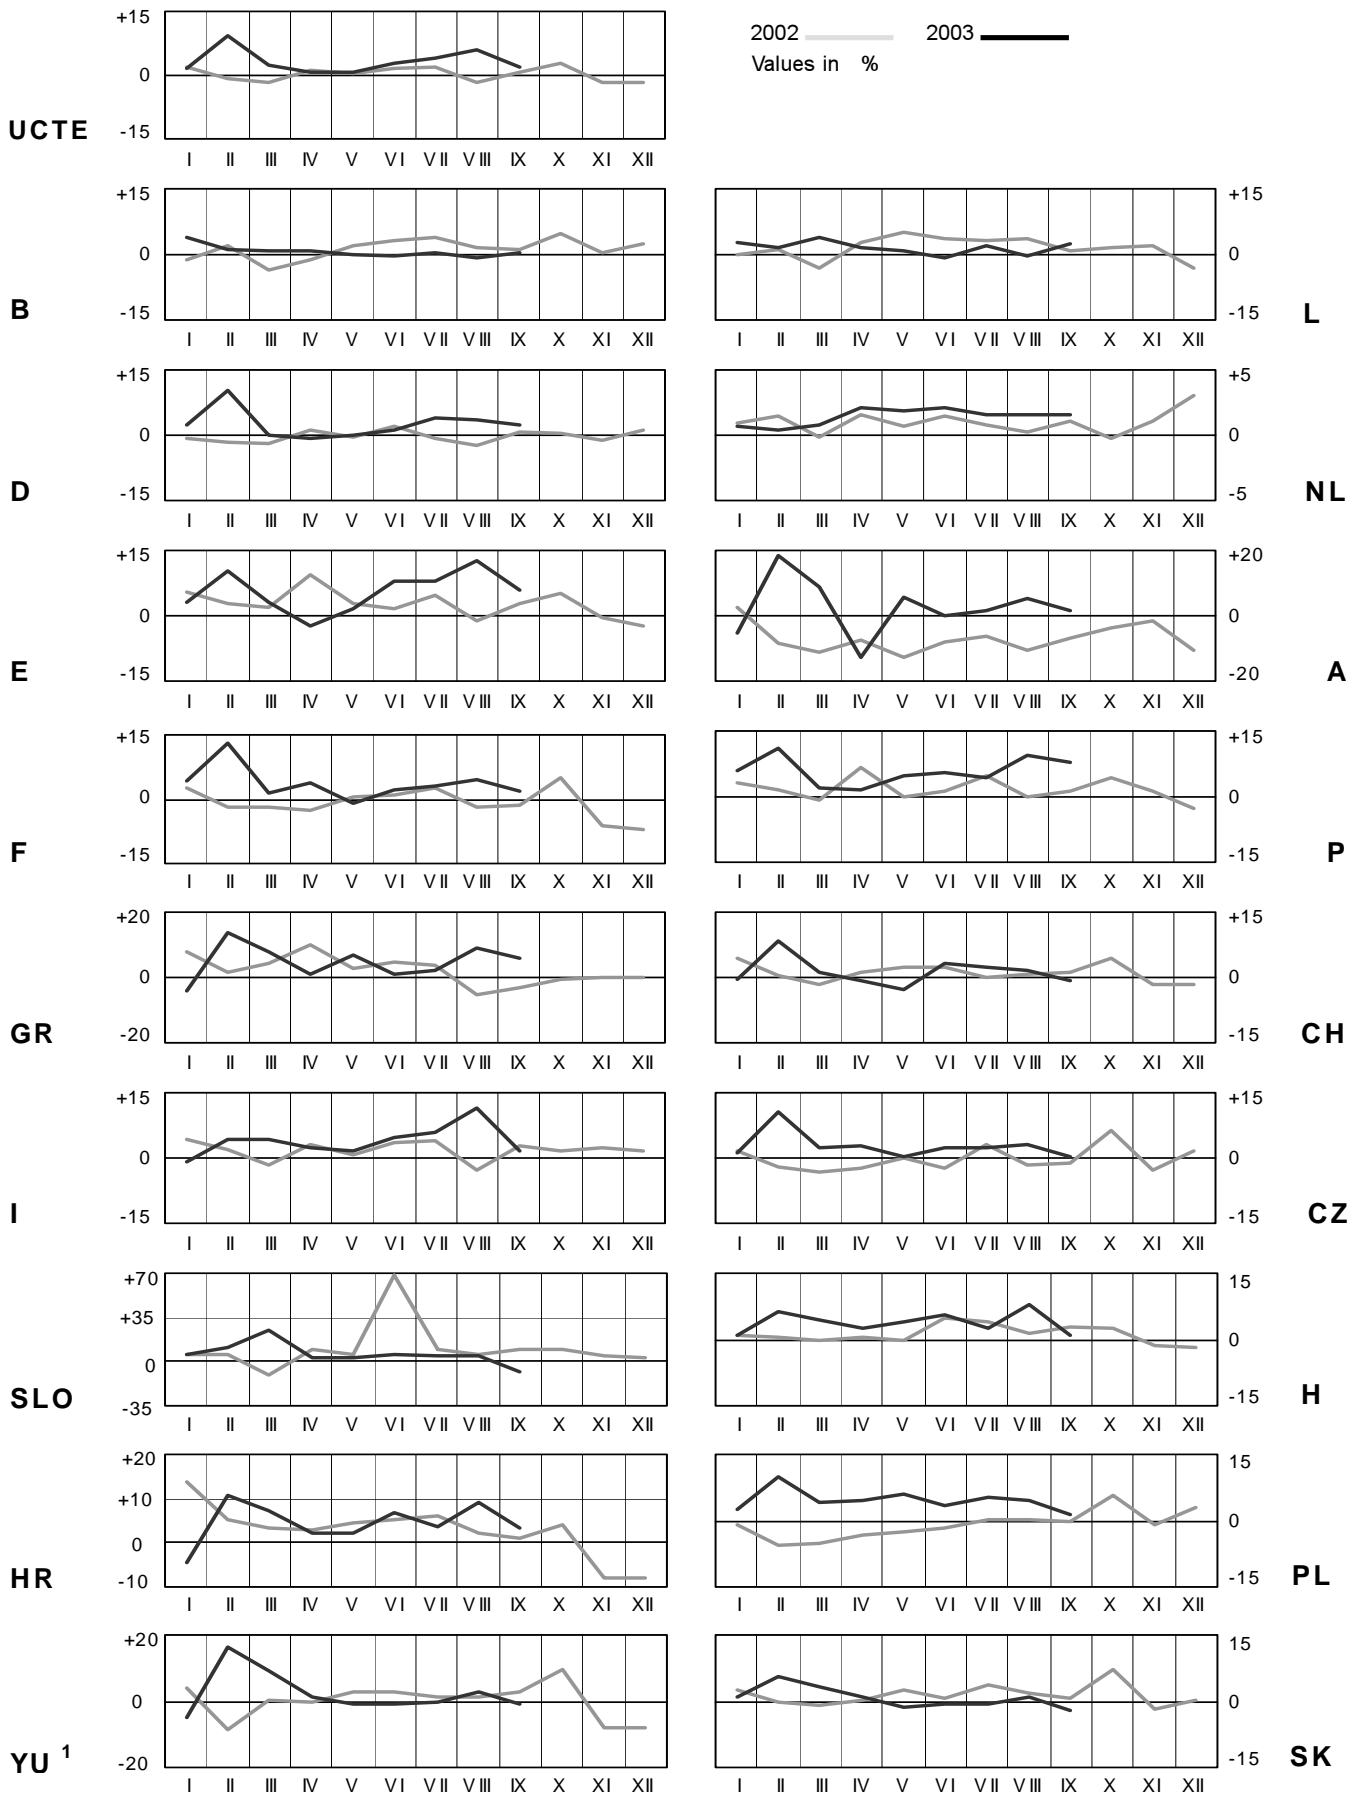 +15
2002 2003
0
Values in %
UCTE -15
I II III IV V VI VII VIII IX X XI XII
+15 +15
0 0
-15 -15
B L
I II III IV V VI VII VIII IX X XI XII I II III IV V VI VII VIII IX X XI XII
+15 +5
0 0
D -15 -5 NL
I II III IV V VI VII VIII IX X XI XII I II III IV V VI VII VIII IX X XI XII
+15 +20
0 0
E -15 -20 A
I II III IV V VI VII VIII IX X XI XII I II III IV V VI VII VIII IX X XI XII
+15 +15
0 0
F -15 -15 P
I II III IV V VI VII VIII IX X XI XII I II III IV V VI VII VIII IX X XI XII
+20 +15
0 0
GR -20 -15 CH
I II III IV V VI VII VIII IX X XI XII I II III IV V VI VII VIII IX X XI XII
+15 +15
0 0
I -15 -15 CZ
I II III IV V VI VII VIII IX X XI XII I II III IV V VI VII VIII IX X XI XII
+70 15
+35
0 0
SLO -35 -15 H
I II III IV V VI VII VIII IX X XI XII I II III IV V VI VII VIII IX X XI XII
+20 15
+10
0 0
HR -10 -15 PL
I II III IV V VI VII VIII IX X XI XII I II III IV V VI VII VIII IX X XI XII
+20 15
0 0
YU 1 -20 -15 SK
I II III IV V VI VII VIII IX X XI XII I II III IV V VI VII VIII IX X XI XII